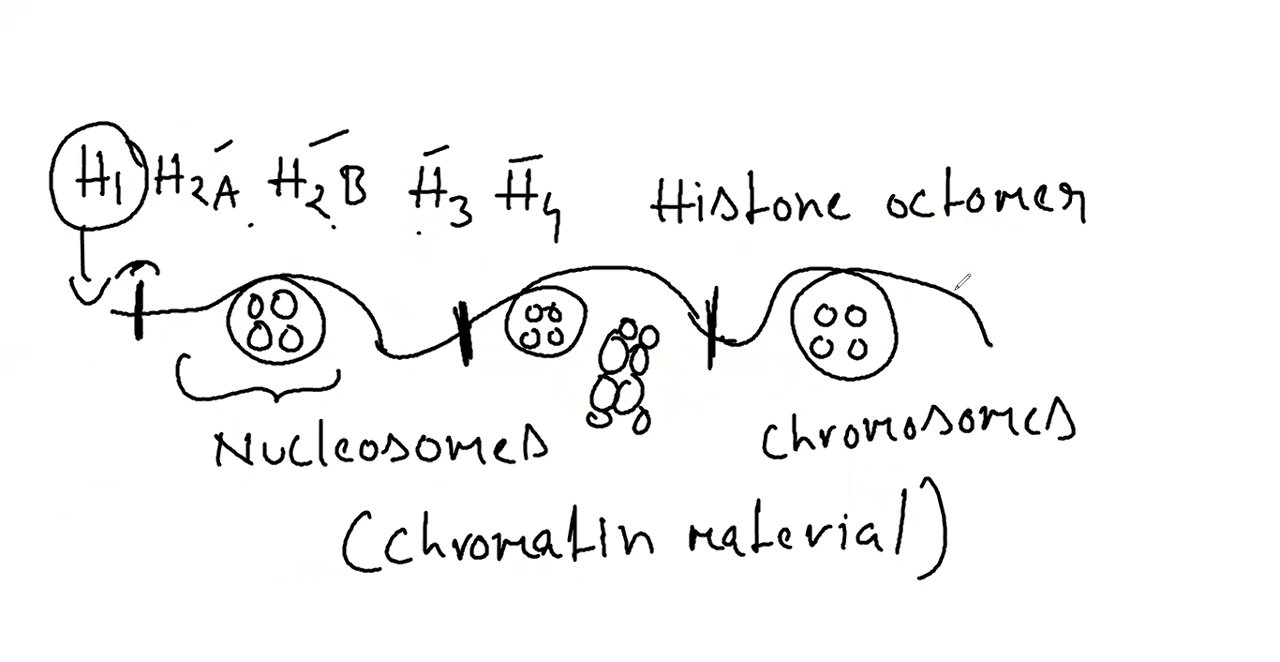 H1 H2A H2B H3 H4 Histone octomer
Nucleosomes chromosomes
(chromatin material)